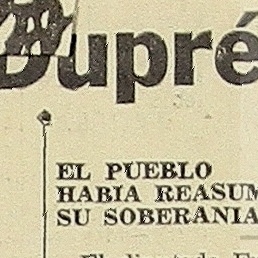 Dupré
EL PUEBLO
HABIA REASUM
SU SOBERANIA